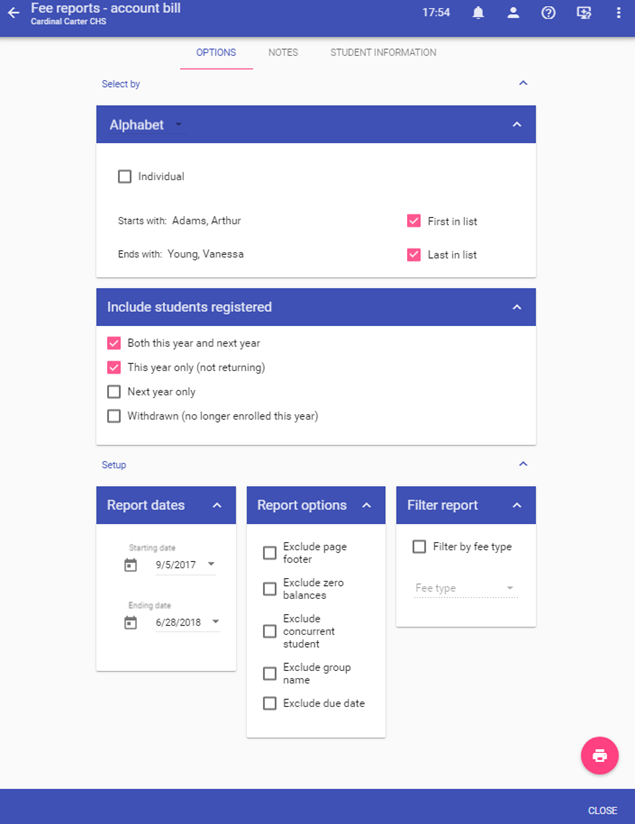 Fee reports - account bill
Cardinal Carter CHS
17:54
OPTIONS NOTES STUDENT INFORMATION
Select by
Alphabet
Individual
Starts with: Adams, Arthur First in list
Ends with: Young, Vanessa Last in list
Include students registered
Both this year and next year
This year only (not returning)
Next year only
Withdrawn (no longer enrolled this year)
Setup
Report dates
Starting date
9/5/2017
Ending date
6/28/2018
Report options
Exclude page
footer
Exclude zero
balances
Exclude
concurrent
student
Exclude group
name
Exclude due date
Filter report
Filter by fee type
Fee type
CLOSE